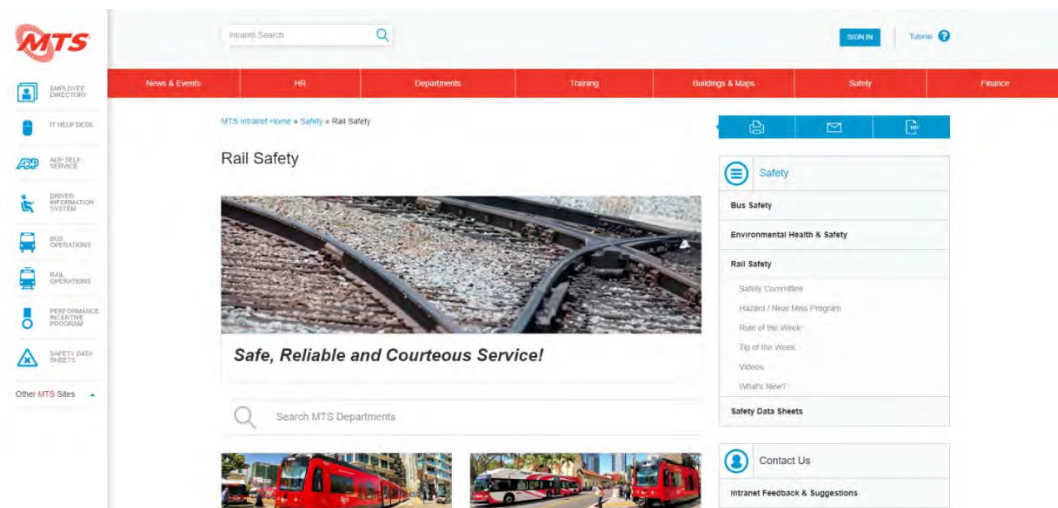 MTS
Intranet Search
SIGN IN
Tutorial ?
News & Events
HR
Departments
Training
Buildings & Maps
Safety
Finance
EMPLOYEE
DIRECTORY
IT HELP DESK
ADP SELF
SERVICE
DRIVER
INFORMATION
SYSTEM
BUS
OPERATIONS
RAIL
OPERATIONS
PERFORMANCE
INCENTIVE
PROGRAM
SAFETY DATA
SHEETS
Other MTS Sites
MTS Intranet Home » Safety » Rail Safety
Rail Safety
Safe, Reliable and Courteous Service!
Search MTS Departments
Safety
Bus Safety
Environmental Health & Safety
Rail Safety
Safety Committee
Hazard / Near Miss Program
Rule of the Week
Tip of the Week
Videos
What's New?
Safety Data Sheets
Contact Us
Intranet Feedback & Suggestions